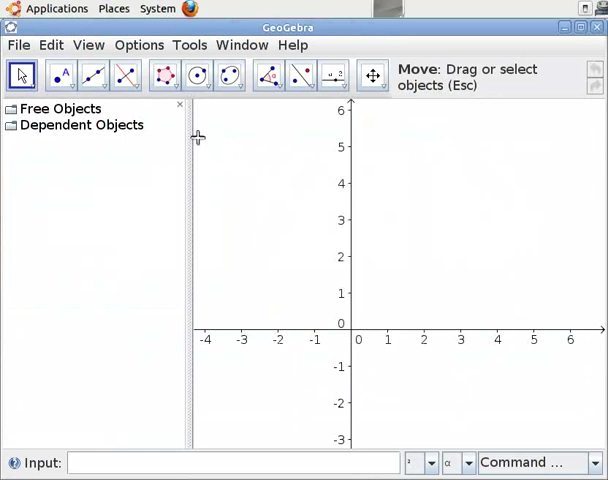 Applications Places System
GeoGebra
File Edit View Options Tools Window Help
A
a=2
Move: Drag or select
objects (Esc)
Free Objects
Dependent Objects
6
5
4
3
2
1
0
-4 -3 -2 -1 0 1 2 3 4 5 6
-1
-2
-3
Input:
² α Command ...